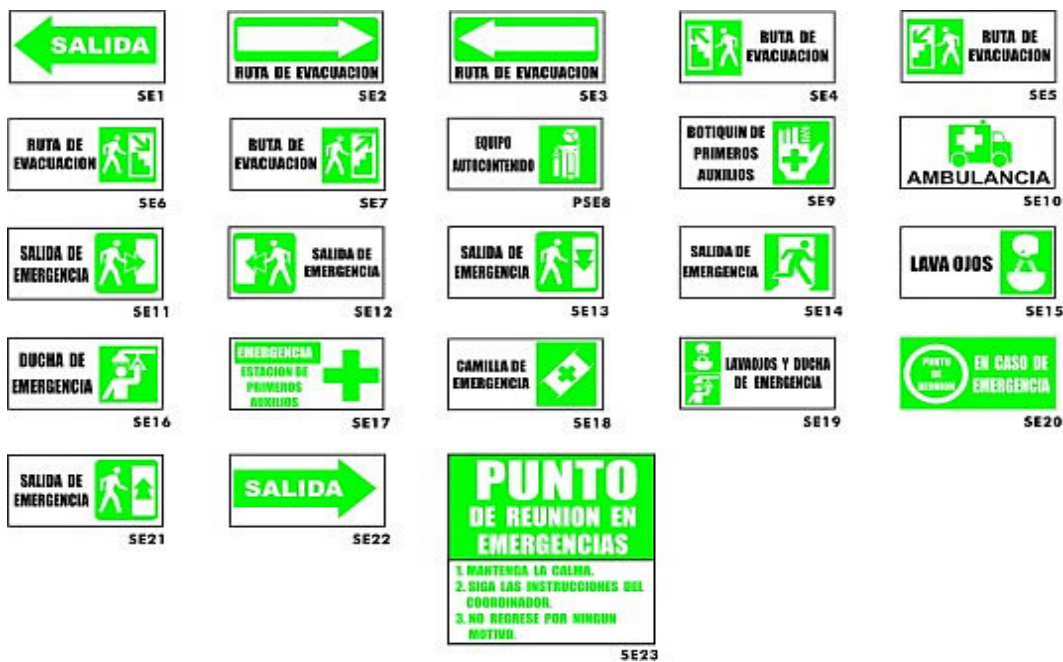 SALIDA
SE1
RUTA DE EVACUACION
SE2
RUTA DE EVACUACION
SE3
RUTA DE
EVACUACION
SE4
RUTA DE
EVACUACION
SE5
RUTA DE
EVACUACION
SE6
RUTA DE
EVACUACION
SE7
EQUIPO
AUTOCONTENIDO
PSE8
BOTIQUIN DE
PRIMEROS
AUXILIOS
SE9
AMBULANCIA
SE10
SALIDA DE
EMERGENCIA
SE11
SALIDA DE
EMERGENCIA
SE12
SALIDA DE
EMERGENCIA
SE13
SALIDA DE
EMERGENCIA
SE14
LAVA OJOS
SE15
DUCHA DE
EMERGENCIA
SE16
EMERGENCIA
ESTACION DE
PRIMEROS
AUXILIOS
SE17
CAMILLA DE
EMERGENCIA
SE18
LAVAOJOS Y DUCHA
DE EMERGENCIA
SE19
PUNTO
DE
REUNION
EN CASO DE
EMERGENCIA
SE20
SALIDA DE
EMERGENCIA
SE21
SALIDA
SE22
PUNTO
DE REUNION EN
EMERGENCIAS
1. MANTENGA LA CALMA.
2. SIGA LAS INSTRUCCIONES DEL
COORDINADOR.
3. NO REGRESE POR NINGUN
MOTIVO.
SE23